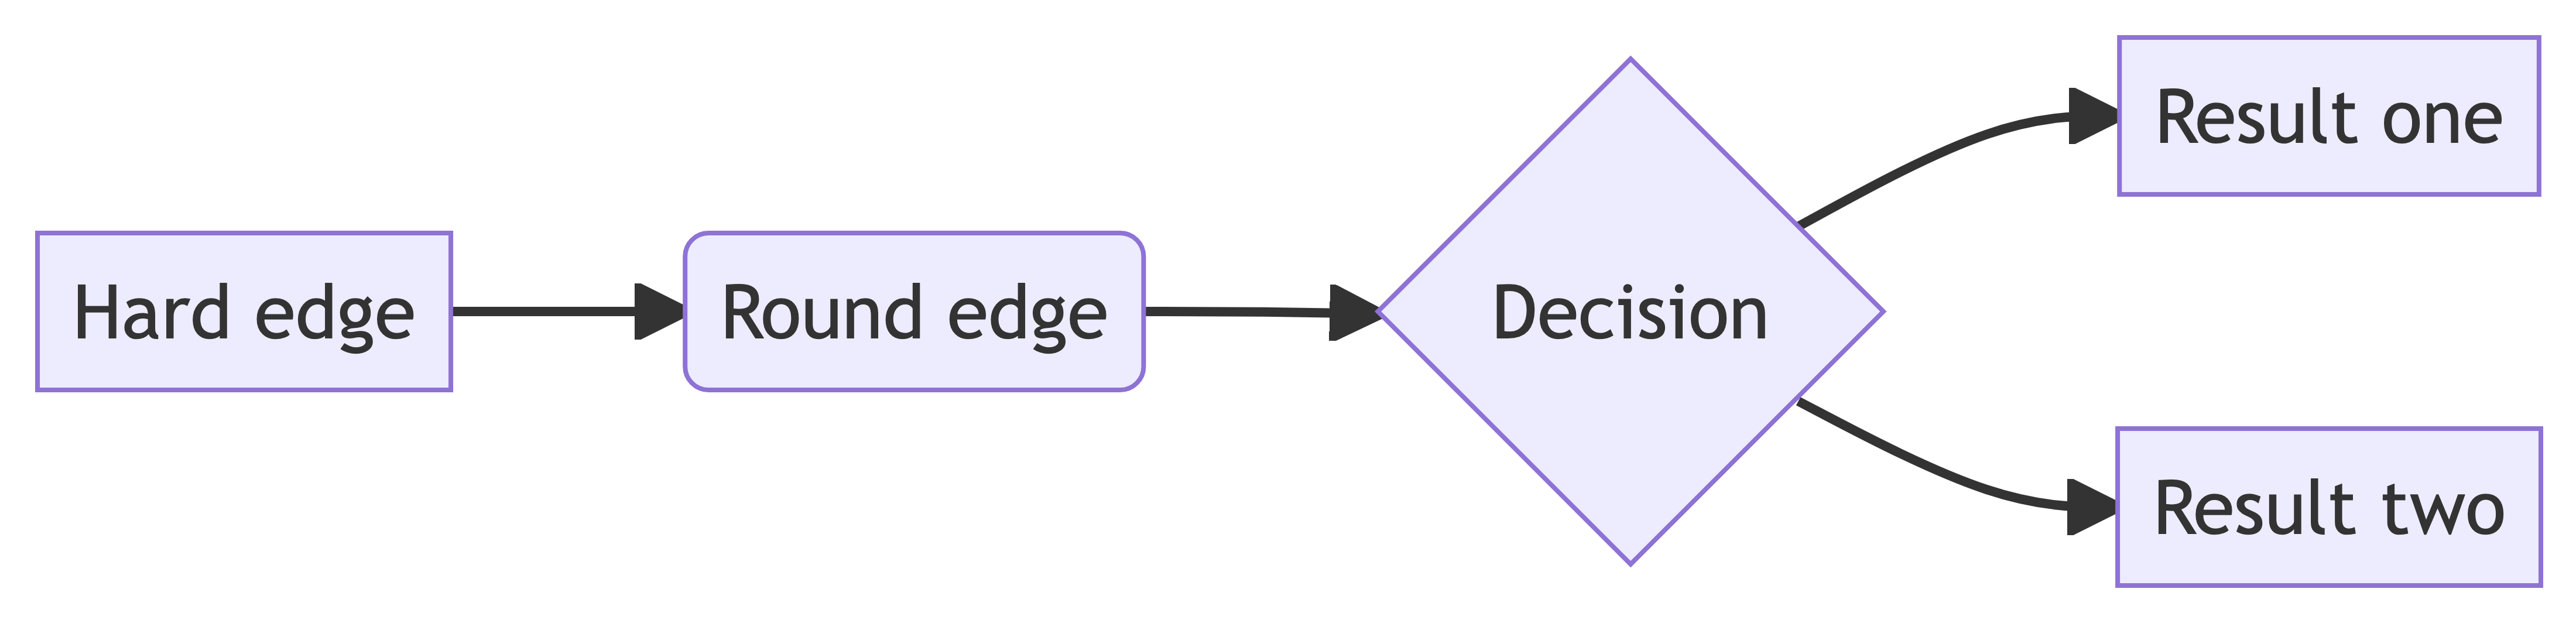 Hard edge
Round edge
Decision
Result one
Result two